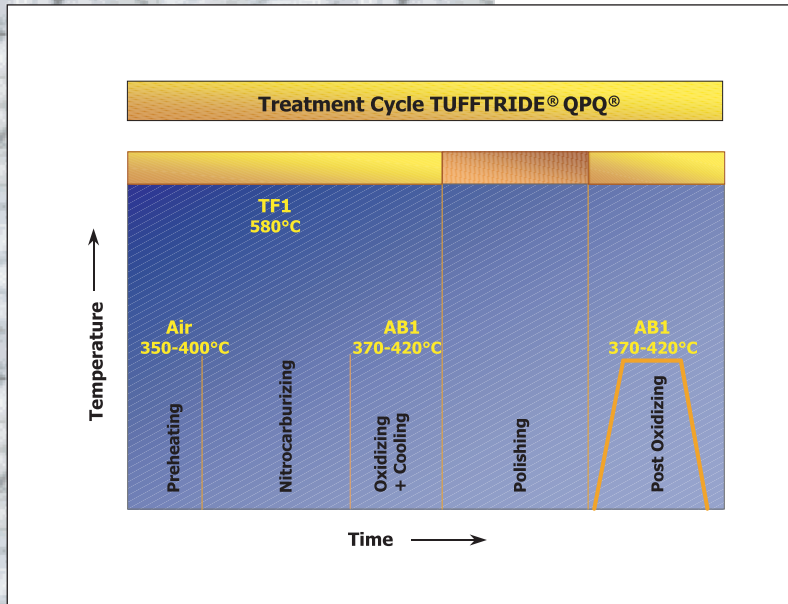 Treatment Cycle TUFFTRIDE® QPQ®
TF1
580°C
Air
350-400°C
AB1
370-420°C
AB1
370-420°C
Temperature
Preheating
Nitrocarburizing
Oxidizing
+ Cooling
Polishing
Post Oxidizing
Time